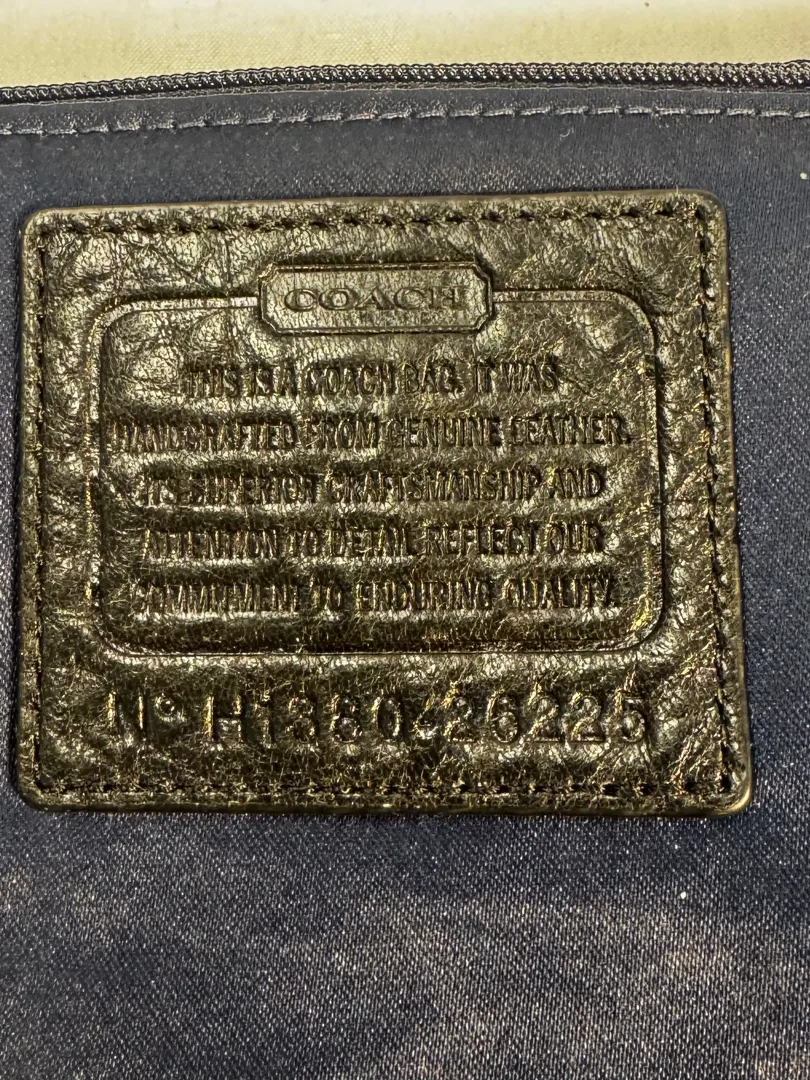 COACH
THIS IS A COACH BAG. IT WAS
HANDCRAFTED FROM GENUINE LEATHER.
ITS SUPERIOR CRAFTSMANSHIP AND
ATTENTION TO DETAIL REFLECT OUR
COMMITMENT TO ENDURING QUALITY.
Nº H1380-26225